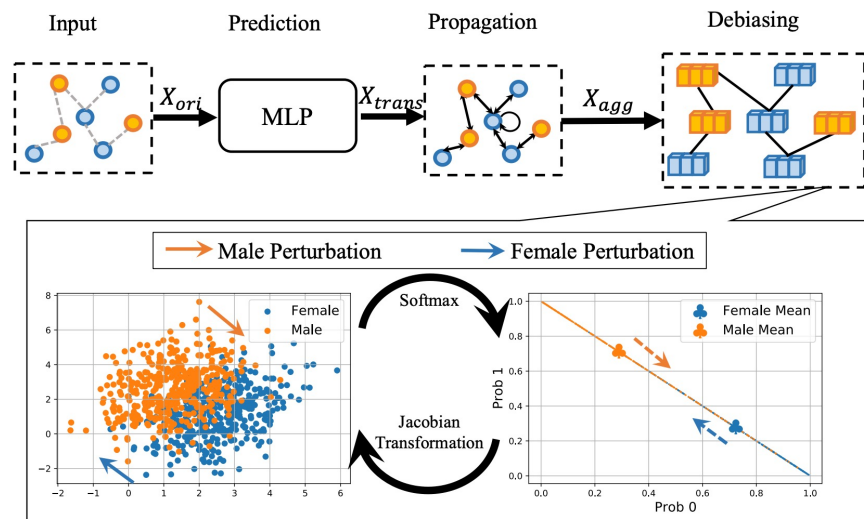 Input
Prediction
Propagation
Debiasing
X_ori
MLP
X_trans
X_agg
Male Perturbation
Female Perturbation
Female
Male
8
6
4
2
0
−2
−2
−1
0
1
2
3
4
5
6
Softmax
Jacobian
Transformation
Female Mean
Male Mean
Prob 1
1.0
0.8
0.6
0.4
0.2
0.0
0.0
0.2
0.4
0.6
0.8
1.0
Prob 0